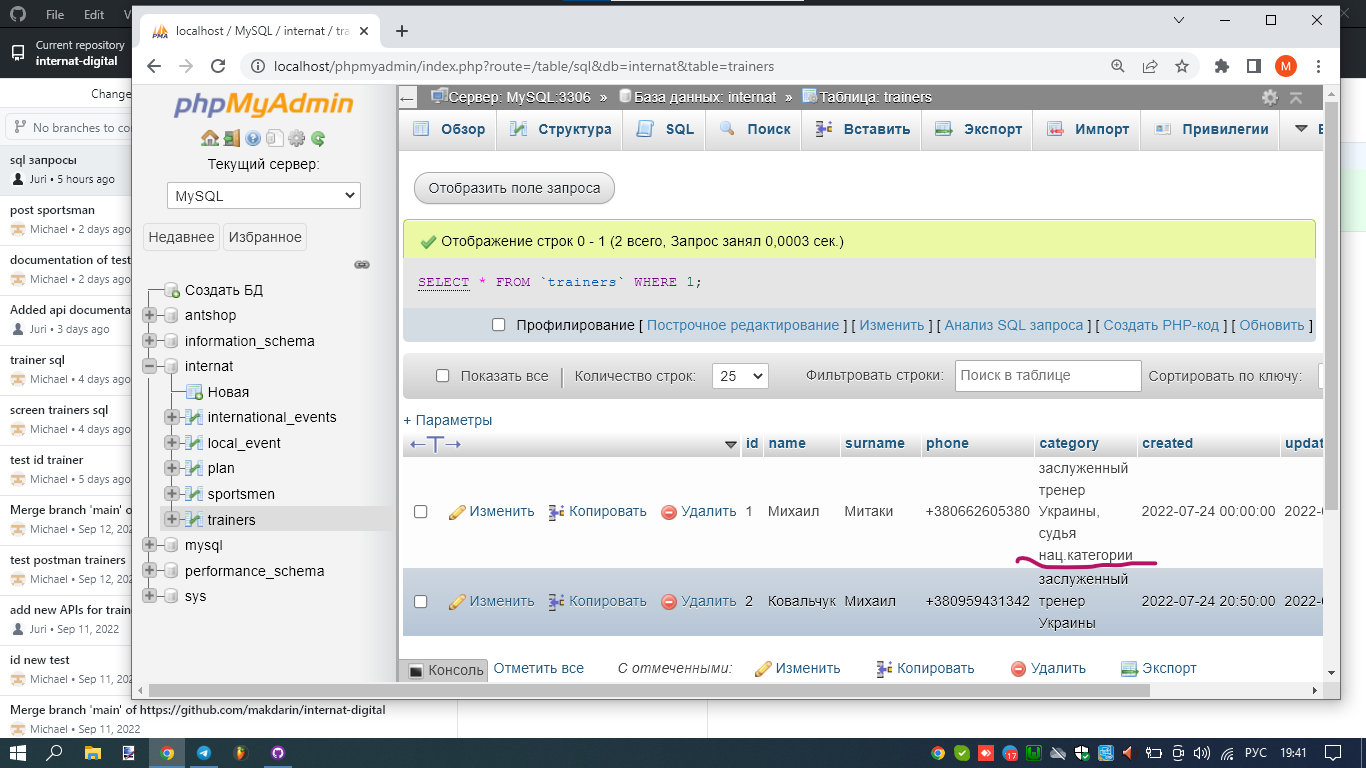 File Edit V
Current repository
internat-digital
Change
No branches to co
sql запросы
Juri • 5 hours ago
post sportsman
Michael • 2 days ago
documentation of test
Michael • 2 days ago
Added api documenta
Juri • 3 days ago
trainer sql
Michael • 4 days ago
screen trainers sql
Michael • 4 days ago
test id trainer
Michael • 5 days ago
Merge branch 'main' o
Michael • Sep 12, 202
test postman trainers
Michael • Sep 12, 202
add new APIs for train
Juri • Sep 11, 2022
id new test
Michael • Sep 11, 202
Merge branch 'main' of https://github.com/makdarin/internat-digital
Michael • Sep 11, 2022
localhost / MySQL / internat / tra
localhost/phpmyadmin/index.php?route=/table/sql&db=internat&table=trainers
M
phpMyAdmin
Текущий сервер:
MySQL
Недавнее Избранное
Создать БД
antshop
information_schema
internat
Новая
international_events
local_event
plan
sportsmen
trainers
mysql
performance_schema
sys
Сервер: MySQL:3306 » База данных: internat » Таблица: trainers
Обзор Структура SQL Поиск Вставить Экспорт Импорт Привилегии
Отобразить поле запроса
Отображение строк 0 - 1 (2 всего, Запрос занял 0,0003 сек.)
SELECT * FROM `trainers` WHERE 1;
Профилирование [ Построчное редактирование ] [ Изменить ] [ Анализ SQL запроса ] [ Создать PHP-код ] [ Обновить ]
Показать все Количество строк: 25 Фильтровать строки: Поиск в таблице Сортировать по ключу:
+ Параметры
←T→ id name surname phone category created updat
Изменить Копировать Удалить 1 Михаил Митаки +380662605380 заслуженный
тренер
Украины,
судья
нац.категории
2022-07-24 00:00:00 2022-
Изменить Копировать Удалить 2 Ковальчук Михаил +380959431342 заслуженный
тренер
Украины
2022-07-24 20:50:00 2022-
Консоль Отметить все С отмеченными: Изменить Копировать Удалить Экспорт
17
РУС 19:41